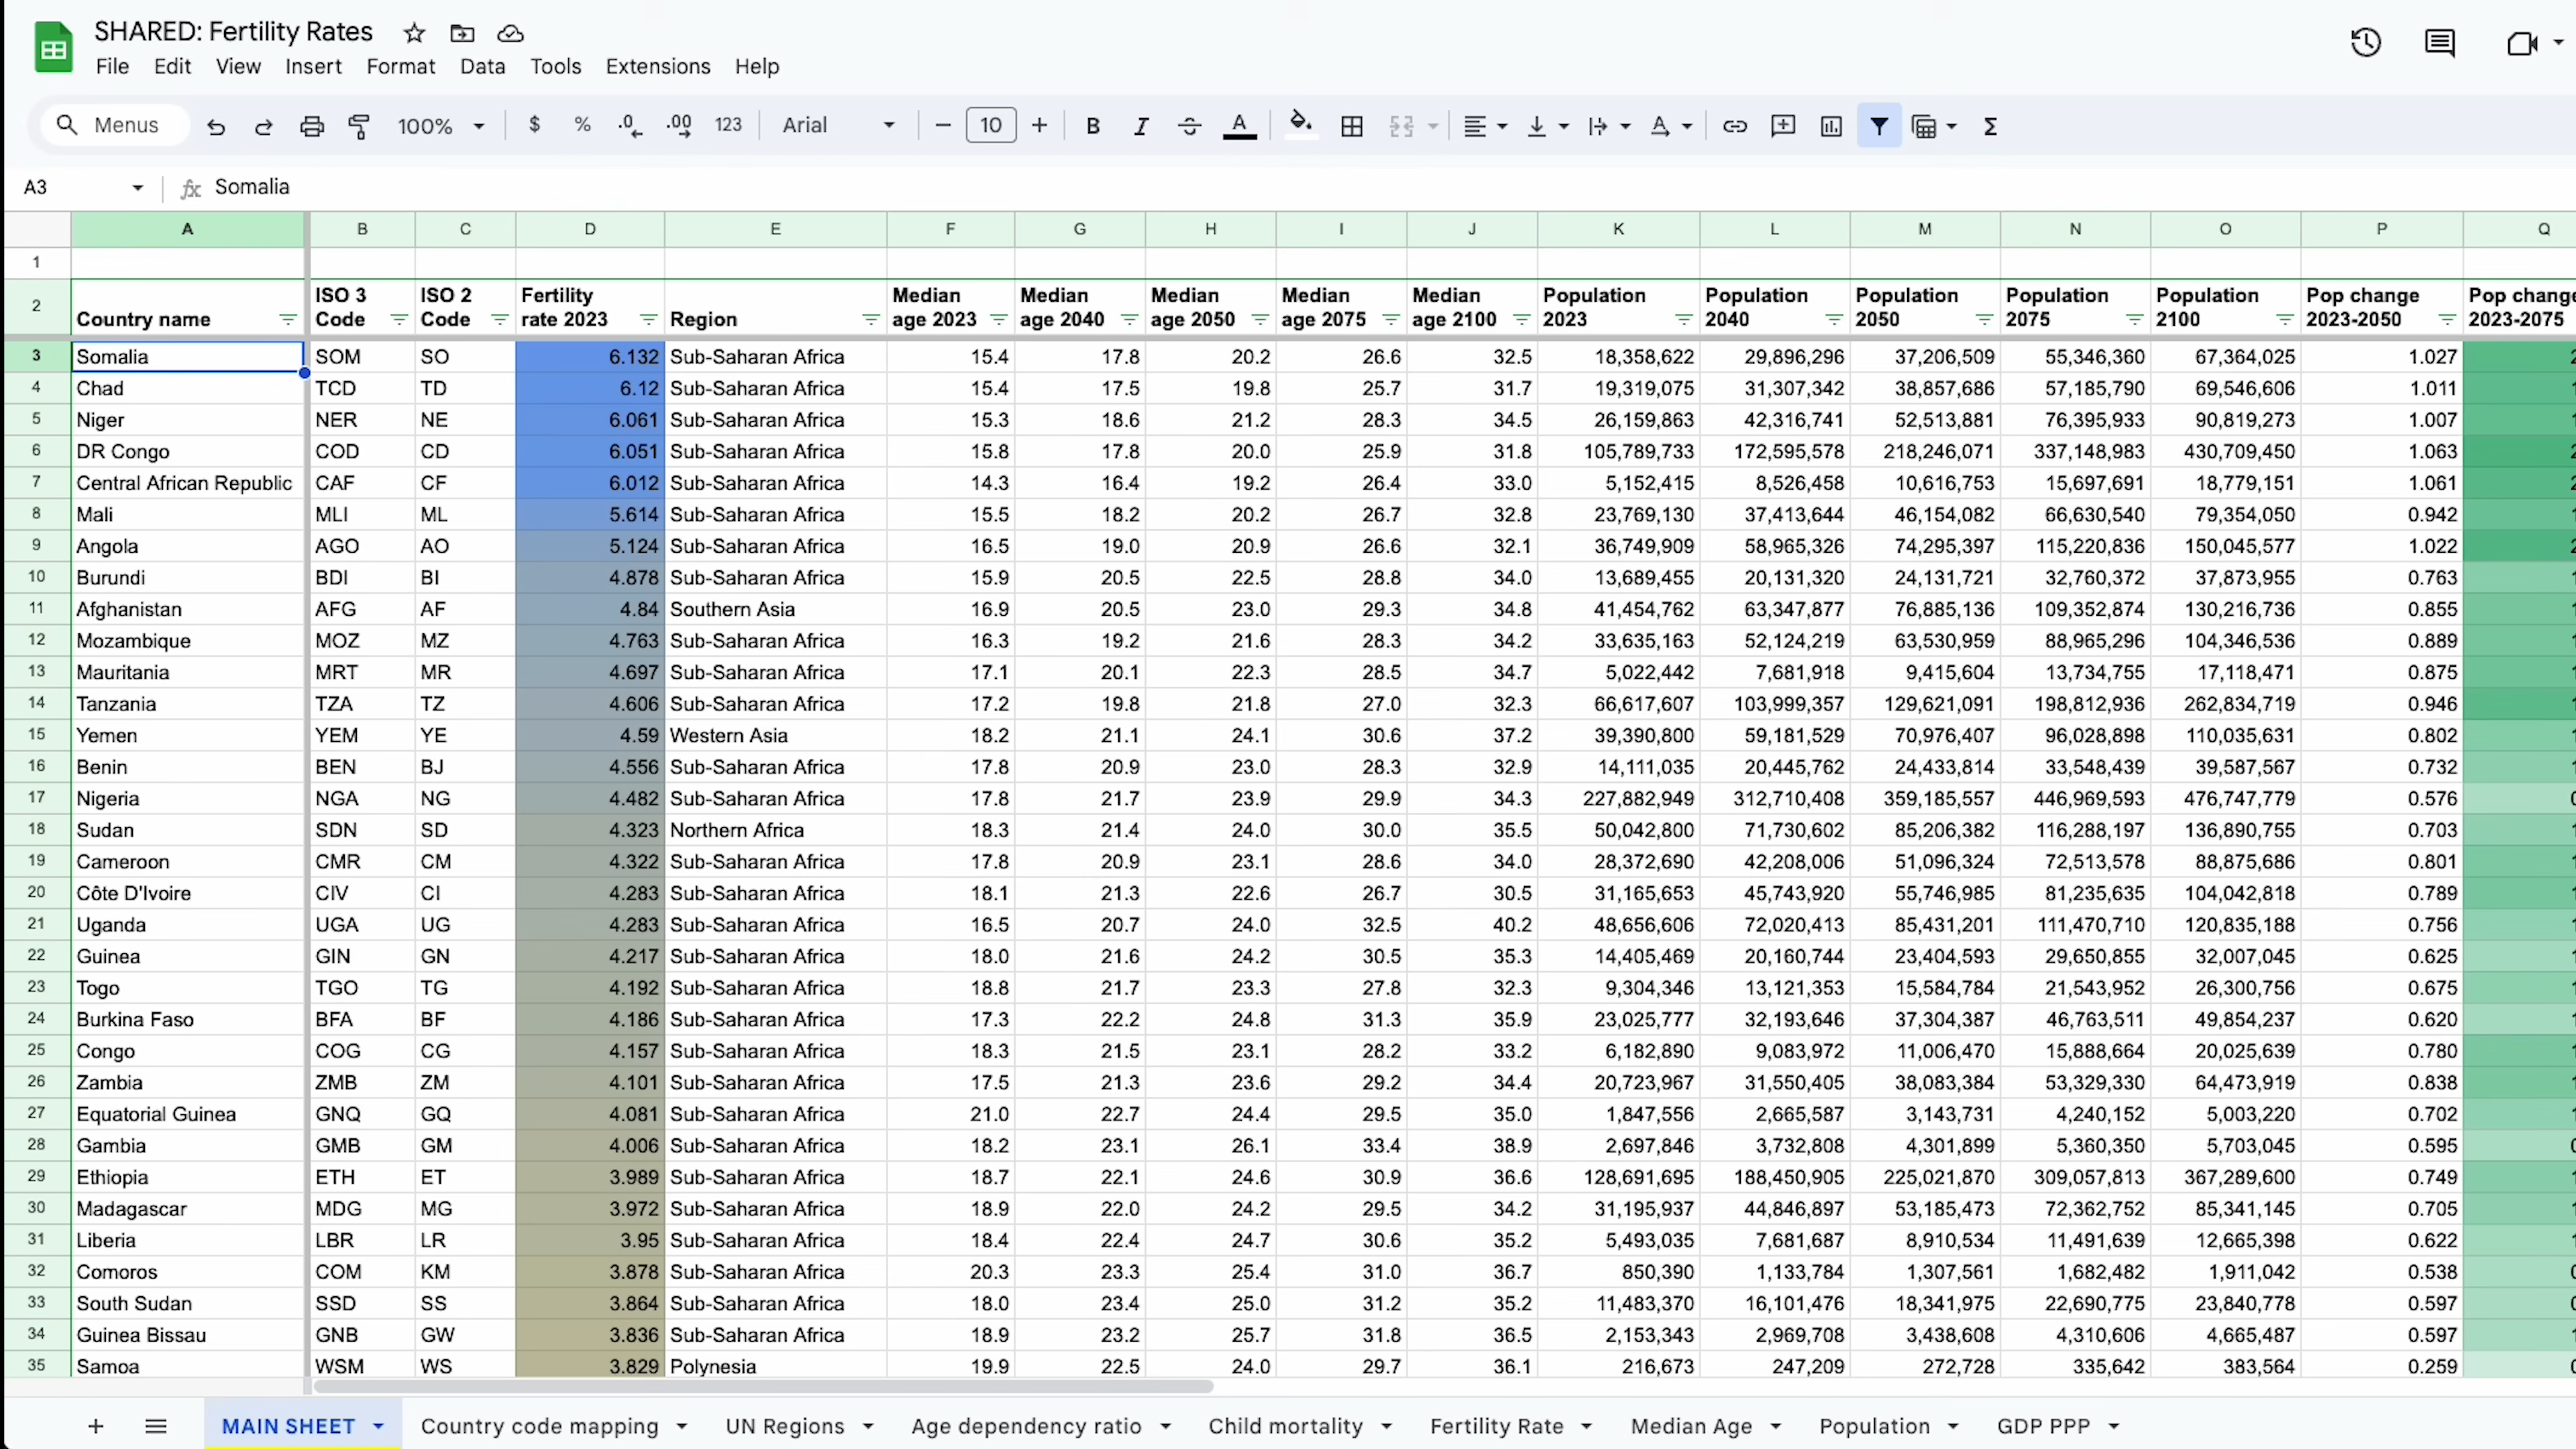 SHARED: Fertility Rates
File Edit View Insert Format Data Tools Extensions Help
Menus 100% $ % .0 .00 123 Arial − 10 + B I A Σ
A3 fx Somalia
A B C D E F G H I J K L M N O P Q
1
2 Country name ISO 3 Code ISO 2 Code Fertility rate 2023 Region Median age 2023 Median age 2040 Median age 2050 Median age 2075 Median age 2100 Population 2023 Population 2040 Population 2050 Population 2075 Population 2100 Pop change 2023-2050 Pop change 2023-2075
3 Somalia SOM SO 6.132 Sub-Saharan Africa 15.4 17.8 20.2 26.6 32.5 18,358,622 29,896,296 37,206,509 55,346,360 67,364,025 1.027
4 Chad TCD TD 6.12 Sub-Saharan Africa 15.4 17.5 19.8 25.7 31.7 19,319,075 31,307,342 38,857,686 57,185,790 69,546,606 1.011
5 Niger NER NE 6.061 Sub-Saharan Africa 15.3 18.6 21.2 28.3 34.5 26,159,863 42,316,741 52,513,881 76,395,933 90,819,273 1.007
6 DR Congo COD CD 6.051 Sub-Saharan Africa 15.8 17.8 20.0 25.9 31.8 105,789,733 172,595,578 218,246,071 337,148,983 430,709,450 1.063
7 Central African Republic CAF CF 6.012 Sub-Saharan Africa 14.3 16.4 19.2 26.4 33.0 5,152,415 8,526,458 10,616,753 15,697,691 18,779,151 1.061
8 Mali MLI ML 5.614 Sub-Saharan Africa 15.5 18.2 20.2 26.7 32.8 23,769,130 37,413,644 46,154,082 66,630,540 79,354,050 0.942
9 Angola AGO AO 5.124 Sub-Saharan Africa 16.5 19.0 20.9 26.6 32.1 36,749,909 58,965,326 74,295,397 115,220,836 150,045,577 1.022
10 Burundi BDI BI 4.878 Sub-Saharan Africa 15.9 20.5 22.5 28.8 34.0 13,689,455 20,131,320 24,131,721 32,760,372 37,873,955 0.763
11 Afghanistan AFG AF 4.84 Southern Asia 16.9 20.5 23.0 29.3 34.8 41,454,762 63,347,877 76,885,136 109,352,874 130,216,736 0.855
12 Mozambique MOZ MZ 4.763 Sub-Saharan Africa 16.3 19.2 21.6 28.3 34.2 33,635,163 52,124,219 63,530,959 88,965,296 104,346,536 0.889
13 Mauritania MRT MR 4.697 Sub-Saharan Africa 17.1 20.1 22.3 28.5 34.7 5,022,442 7,681,918 9,415,604 13,734,755 17,118,471 0.875
14 Tanzania TZA TZ 4.606 Sub-Saharan Africa 17.2 19.8 21.8 27.0 32.3 66,617,607 103,999,357 129,621,091 198,812,936 262,834,719 0.946
15 Yemen YEM YE 4.59 Western Asia 18.2 21.1 24.1 30.6 37.2 39,390,800 59,181,529 70,976,407 96,028,898 110,035,631 0.802
16 Benin BEN BJ 4.556 Sub-Saharan Africa 17.8 20.9 23.0 28.3 32.9 14,111,035 20,445,762 24,433,814 33,548,439 39,587,567 0.732
17 Nigeria NGA NG 4.482 Sub-Saharan Africa 17.8 21.7 23.9 29.9 34.3 227,882,949 312,710,408 359,185,557 446,969,593 476,747,779 0.576
18 Sudan SDN SD 4.323 Northern Africa 18.3 21.4 24.0 30.0 35.5 50,042,800 71,730,602 85,206,382 116,288,197 136,890,755 0.703
19 Cameroon CMR CM 4.322 Sub-Saharan Africa 17.8 20.9 23.1 28.6 34.0 28,372,690 42,208,006 51,096,324 72,513,578 88,875,686 0.801
20 Côte D'Ivoire CIV CI 4.283 Sub-Saharan Africa 18.1 21.3 22.6 26.7 30.5 31,165,653 45,743,920 55,746,985 81,235,635 104,042,818 0.789
21 Uganda UGA UG 4.283 Sub-Saharan Africa 16.5 20.7 24.0 32.5 40.2 48,656,606 72,020,413 85,431,201 111,470,710 120,835,188 0.756
22 Guinea GIN GN 4.217 Sub-Saharan Africa 18.0 21.6 24.2 30.5 35.3 14,405,469 20,160,744 23,404,593 29,650,855 32,007,045 0.625
23 Togo TGO TG 4.192 Sub-Saharan Africa 18.8 21.7 23.3 27.8 32.3 9,304,346 13,121,353 15,584,784 21,543,952 26,300,756 0.675
24 Burkina Faso BFA BF 4.186 Sub-Saharan Africa 17.3 22.2 24.8 31.3 35.9 23,025,777 32,193,646 37,304,387 46,763,511 49,854,237 0.620
25 Congo COG CG 4.157 Sub-Saharan Africa 18.3 21.5 23.1 28.2 33.2 6,182,890 9,083,972 11,006,470 15,888,664 20,025,639 0.780
26 Zambia ZMB ZM 4.101 Sub-Saharan Africa 17.5 21.3 23.6 29.2 34.4 20,723,967 31,550,405 38,083,384 53,329,330 64,473,919 0.838
27 Equatorial Guinea GNQ GQ 4.081 Sub-Saharan Africa 21.0 22.7 24.4 29.5 35.0 1,847,556 2,665,587 3,143,731 4,240,152 5,003,220 0.702
28 Gambia GMB GM 4.006 Sub-Saharan Africa 18.2 23.1 26.1 33.4 38.9 2,697,846 3,732,808 4,301,899 5,360,350 5,703,045 0.595
29 Ethiopia ETH ET 3.989 Sub-Saharan Africa 18.7 22.1 24.6 30.9 36.6 128,691,695 188,450,905 225,021,870 309,057,813 367,289,600 0.749
30 Madagascar MDG MG 3.972 Sub-Saharan Africa 18.9 22.0 24.2 29.5 34.2 31,195,937 44,846,897 53,185,473 72,362,752 85,341,145 0.705
31 Liberia LBR LR 3.95 Sub-Saharan Africa 18.4 22.4 24.7 30.6 35.2 5,493,035 7,681,687 8,910,534 11,491,639 12,665,398 0.622
32 Comoros COM KM 3.878 Sub-Saharan Africa 20.3 23.3 25.4 31.0 36.7 850,390 1,133,784 1,307,561 1,682,482 1,911,042 0.538
33 South Sudan SSD SS 3.864 Sub-Saharan Africa 18.0 23.4 25.0 31.2 35.2 11,483,370 16,101,476 18,341,975 22,690,775 23,840,778 0.597
34 Guinea Bissau GNB GW 3.836 Sub-Saharan Africa 18.9 23.2 25.7 31.8 36.5 2,153,343 2,969,708 3,438,608 4,310,606 4,665,487 0.597
35 Samoa WSM WS 3.829 Polynesia 19.9 22.5 24.0 29.7 36.1 216,673 247,209 272,728 335,642 383,564 0.259
MAIN SHEET Country code mapping UN Regions Age dependency ratio Child mortality Fertility Rate Median Age Population GDP PPP